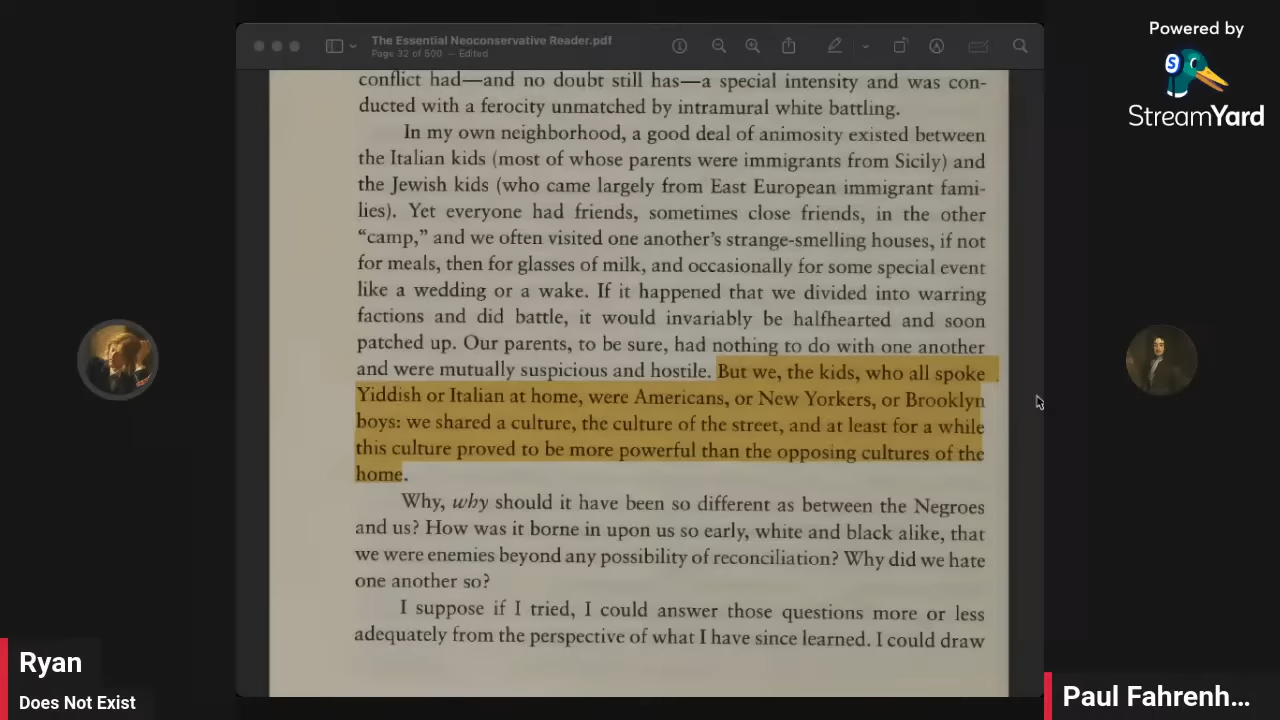 The Essential Neoconservative Reader.pdf
Page 32 of 500 — Edited
Powered by
S
StreamYard
conflict had—and no doubt still has—a special intensity and was con-
ducted with a ferocity unmatched by intramural white battling.
In my own neighborhood, a good deal of animosity existed between
the Italian kids (most of whose parents were immigrants from Sicily) and
the Jewish kids (who came largely from East European immigrant fami-
lies). Yet everyone had friends, sometimes close friends, in the other
“camp,” and we often visited one another’s strange-smelling houses, if not
for meals, then for glasses of milk, and occasionally for some special event
like a wedding or a wake. If it happened that we divided into warring
factions and did battle, it would invariably be halfhearted and soon
patched up. Our parents, to be sure, had nothing to do with one another
and were mutually suspicious and hostile. But we, the kids, who all spoke
Yiddish or Italian at home, were Americans, or New Yorkers, or Brooklyn
boys: we shared a culture, the culture of the street, and at least for a while
this culture proved to be more powerful than the opposing cultures of the
home.
Why, why should it have been so different as between the Negroes
and us? How was it borne in upon us so early, white and black alike, that
we were enemies beyond any possibility of reconciliation? Why did we hate
one another so?
I suppose if I tried, I could answer those questions more or less
adequately from the perspective of what I have since learned. I could draw
Ryan
Does Not Exist
Paul Fahrenh...